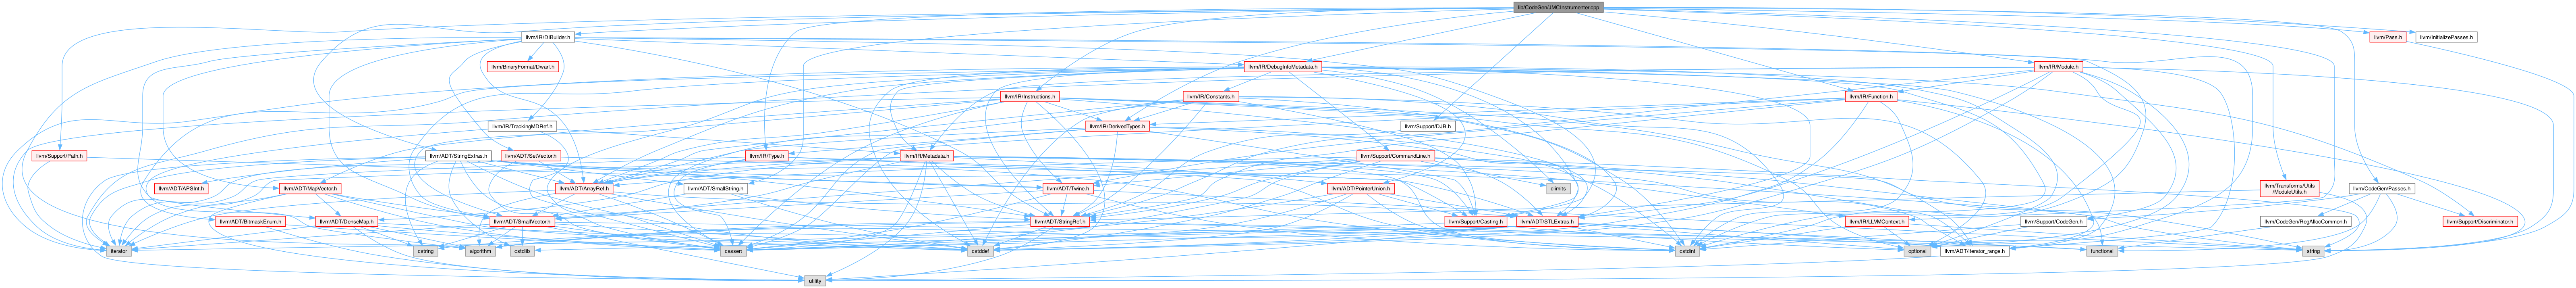 lib/CodeGen/JMCInstrumenter.cpp
llvm/IR/DIBuilder.h
llvm/Pass.h
llvm/InitializePasses.h
llvm/BinaryFormat/Dwarf.h
llvm/IR/DebugInfoMetadata.h
llvm/IR/Module.h
llvm/IR/Instructions.h
llvm/IR/Constants.h
llvm/IR/Function.h
llvm/IR/TrackingMDRef.h
llvm/IR/DerivedTypes.h
llvm/Support/DJB.h
llvm/Support/Path.h
llvm/ADT/StringExtras.h
llvm/ADT/SetVector.h
llvm/IR/Type.h
llvm/IR/Metadata.h
llvm/Support/CommandLine.h
llvm/ADT/APSInt.h
llvm/ADT/MapVector.h
llvm/ADT/ArrayRef.h
llvm/ADT/SmallString.h
llvm/ADT/Twine.h
llvm/ADT/PointerUnion.h
climits
llvm/Transforms/Utils
/ModuleUtils.h
llvm/CodeGen/Passes.h
llvm/ADT/BitmaskEnum.h
llvm/ADT/DenseMap.h
llvm/ADT/SmallVector.h
llvm/ADT/StringRef.h
llvm/Support/Casting.h
llvm/ADT/STLExtras.h
llvm/IR/LLVMContext.h
llvm/Support/CodeGen.h
llvm/CodeGen/RegAllocCommon.h
llvm/Support/Discriminator.h
iterator
cstring
algorithm
cstdlib
cassert
cstddef
cstdint
optional
llvm/ADT/iterator_range.h
functional
string
utility